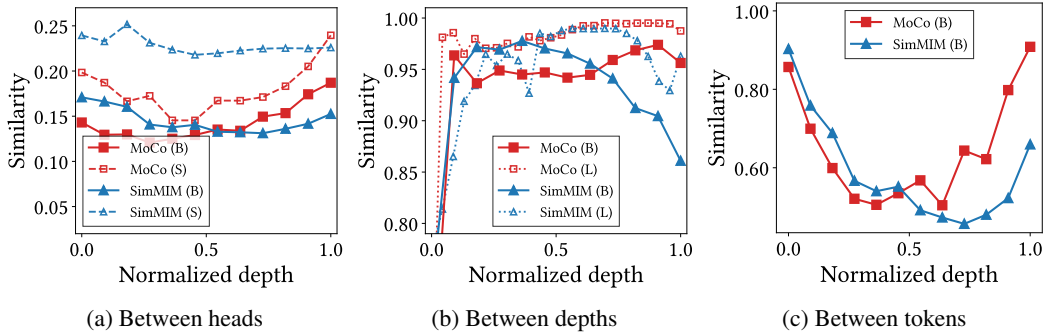 Similarity
0.25
0.20
0.15
0.10
0.05
0.0
0.5
1.0
Normalized depth
MoCo (B)
MoCo (S)
SimMIM (B)
SimMIM (S)
(a) Between heads
Similarity
1.00
0.95
0.90
0.85
0.80
0.0
0.5
1.0
Normalized depth
MoCo (B)
MoCo (L)
SimMIM (B)
SimMIM (L)
(b) Between depths
Similarity
1.00
0.80
0.60
0.0
0.5
1.0
Normalized depth
MoCo (B)
SimMIM (B)
(c) Between tokens